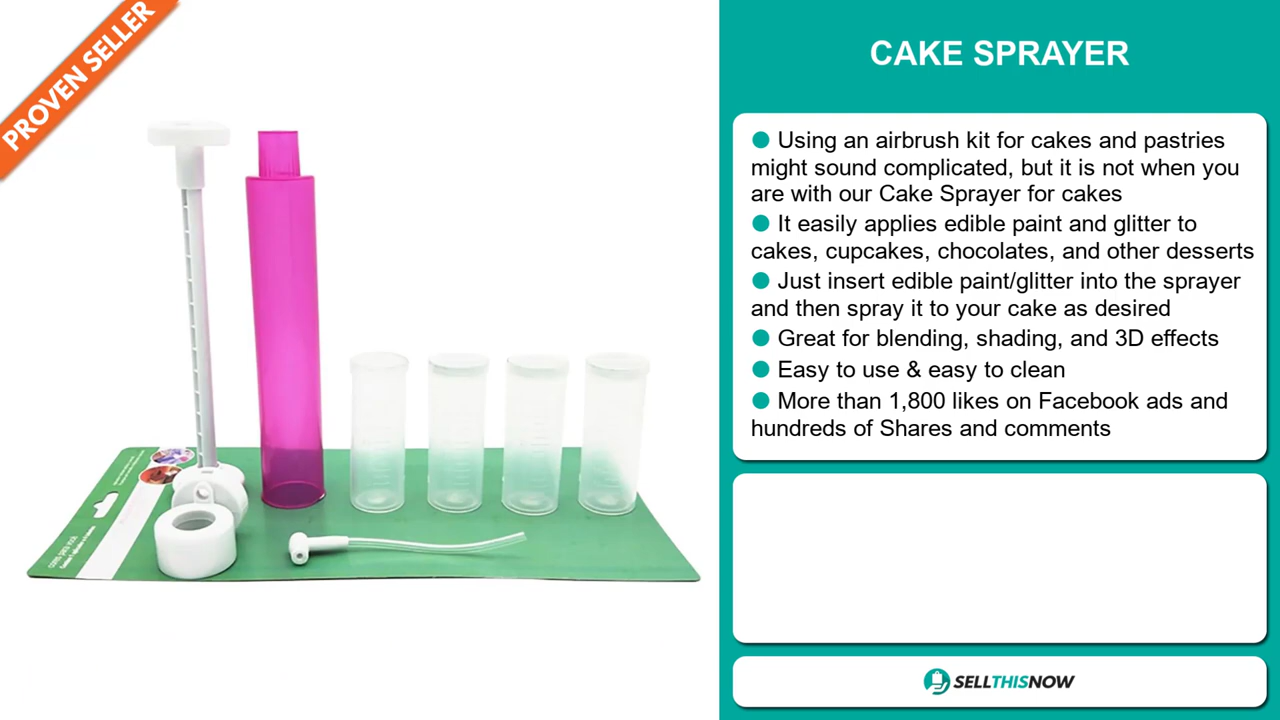 PROVEN SELLER
CAKE SPRAYER
● Using an airbrush kit for cakes and pastries
might sound complicated, but it is not when you
are with our Cake Sprayer for cakes
● It easily applies edible paint and glitter to
cakes, cupcakes, chocolates, and other desserts
● Just insert edible paint/glitter into the sprayer
and then spray it to your cake as desired
● Great for blending, shading, and 3D effects
● Easy to use & easy to clean
● More than 1,800 likes on Facebook ads and
hundreds of Shares and comments
SELLTHISNOW